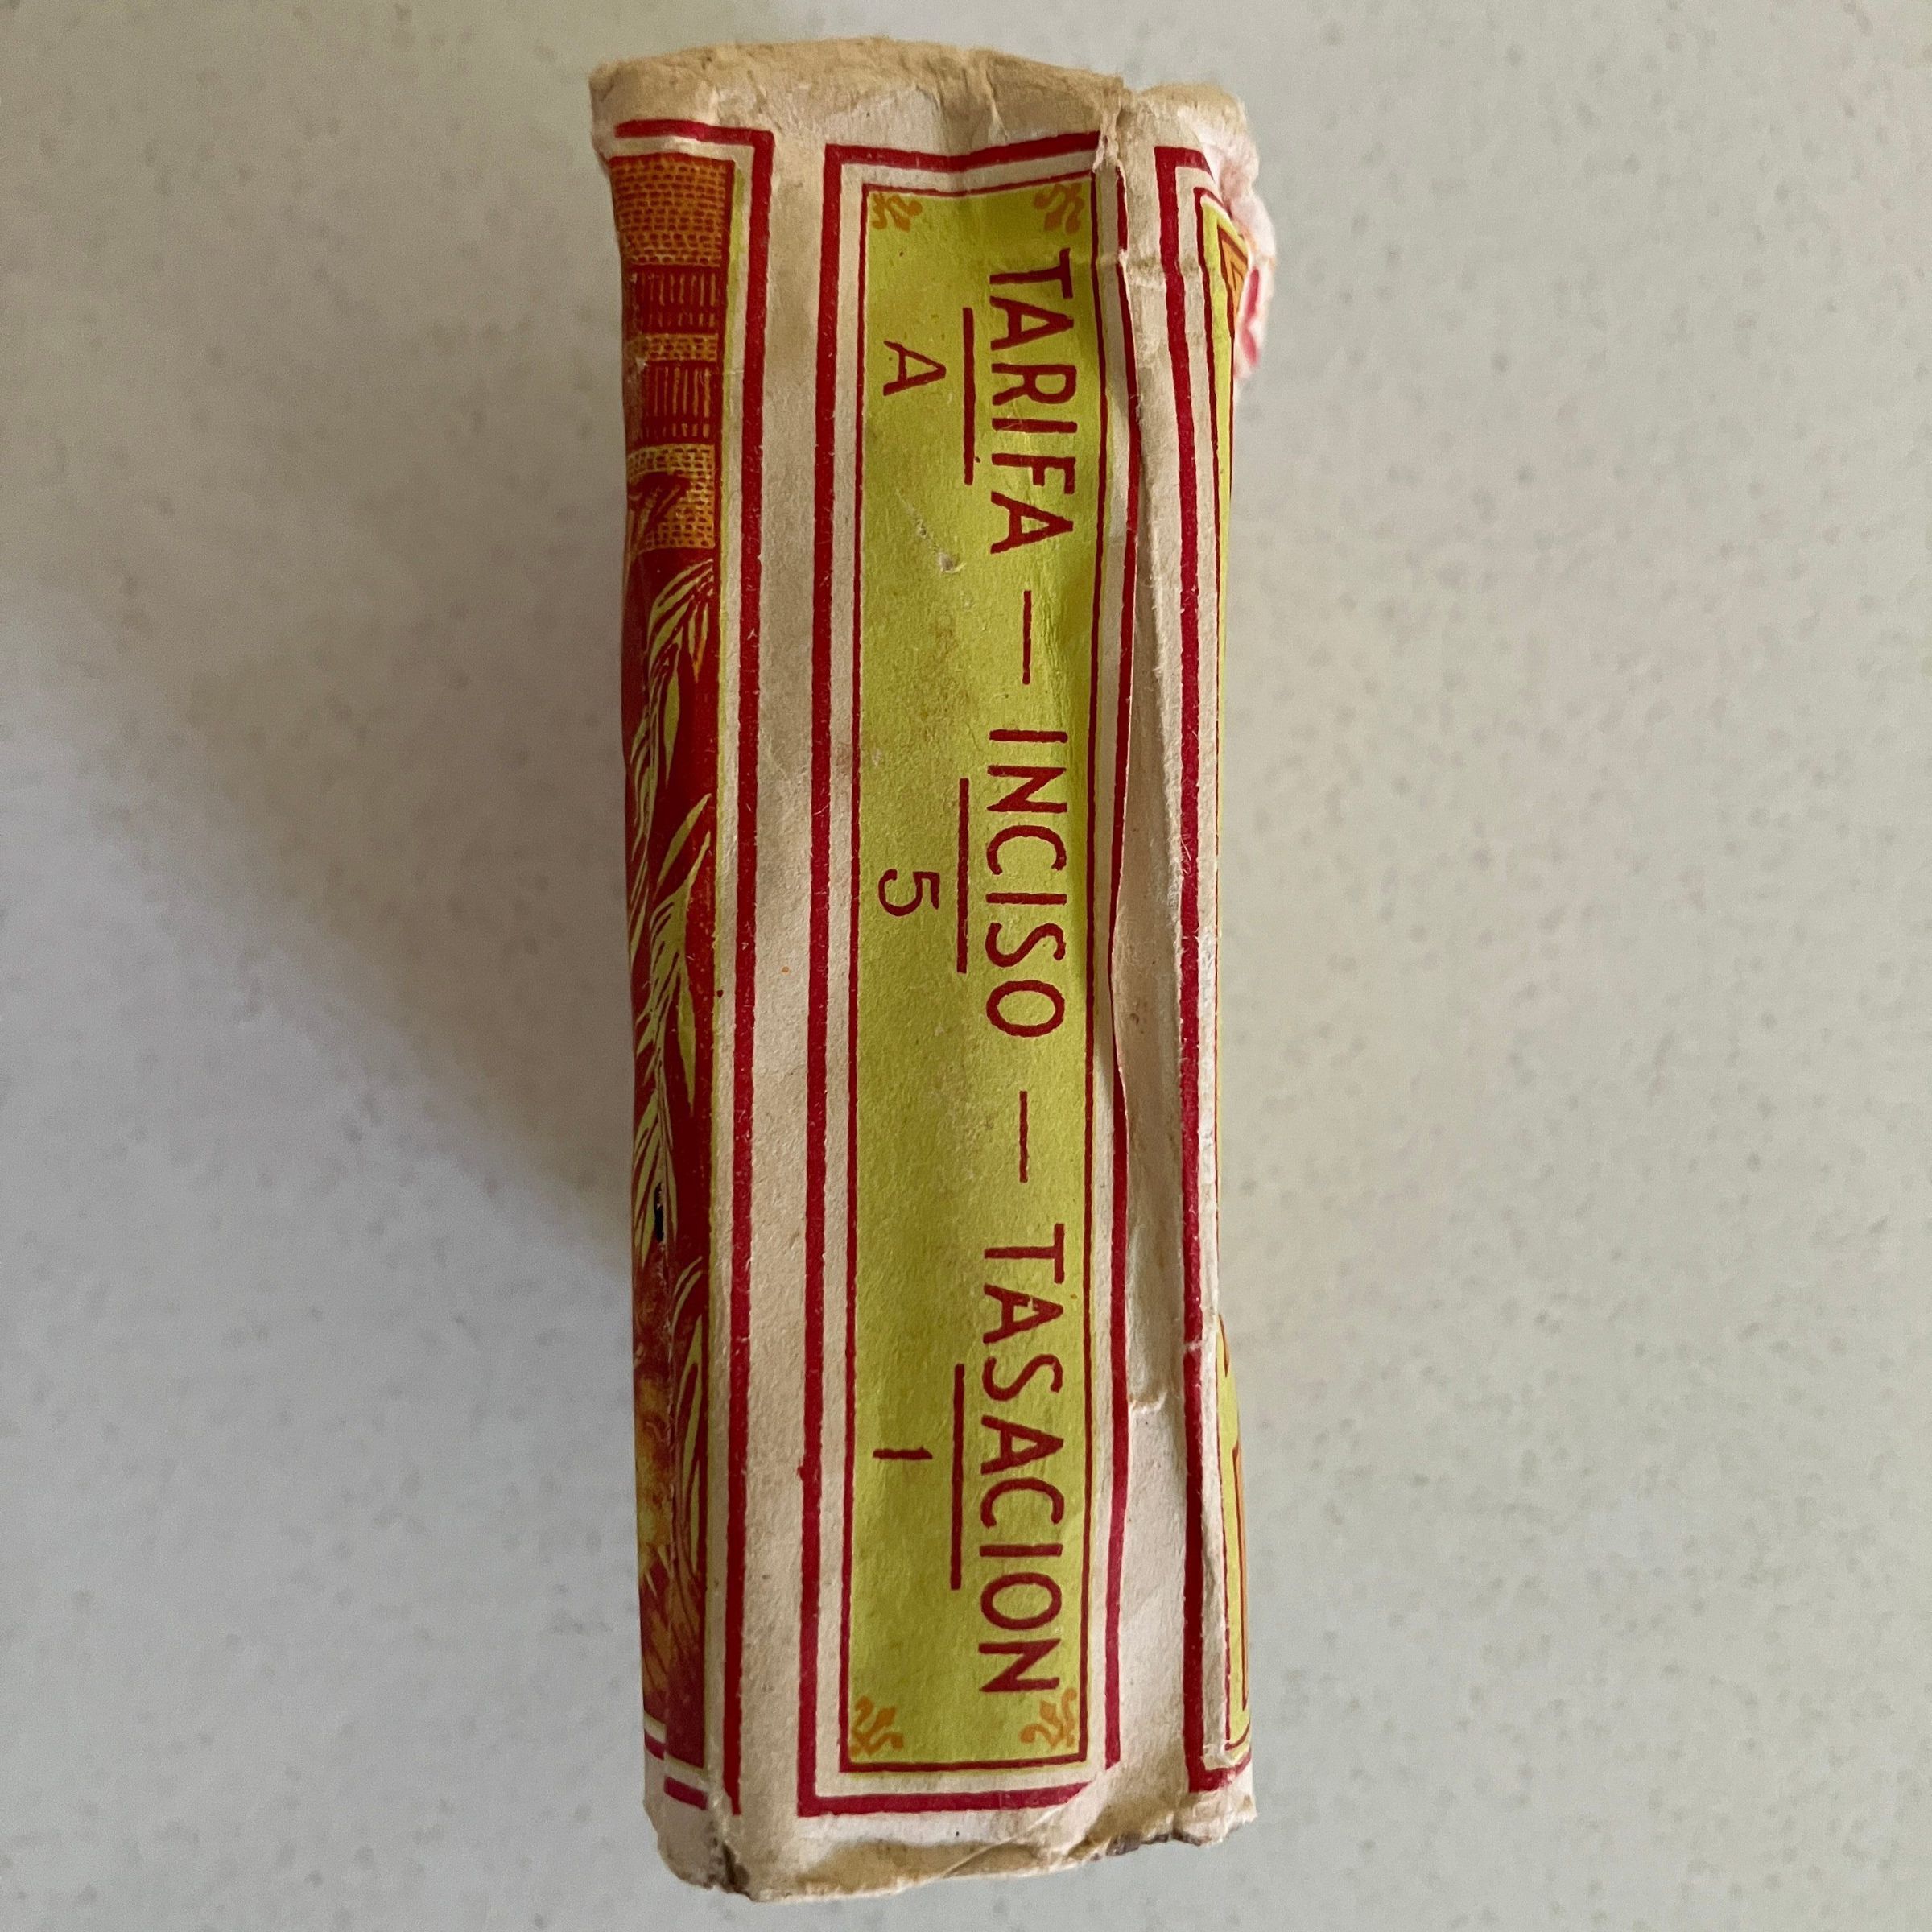 TARIFA — INCISO — TASACION
A 5 1